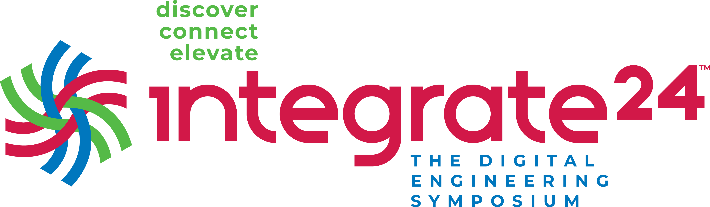 discover
connect
elevate
integrate24™
THE DIGITAL
ENGINEERING
SYMPOSIUM